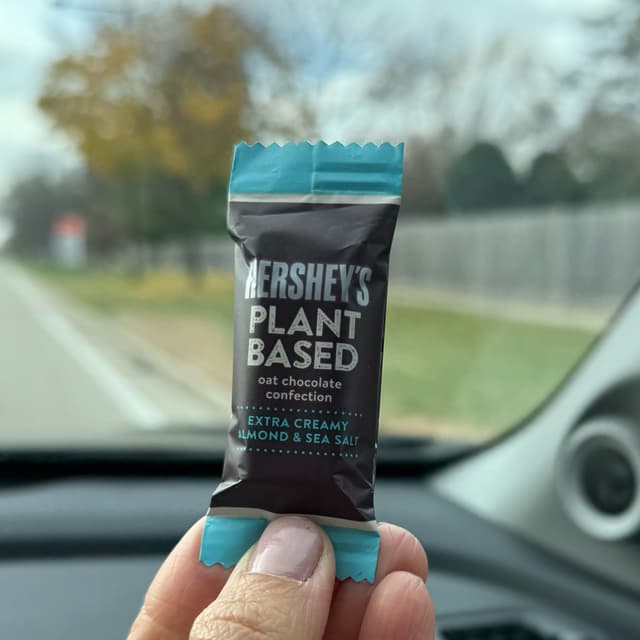 HERSHEY'S
PLANT
BASED
oat chocolate
confection
EXTRA CREAMY
ALMOND & SEA SALT